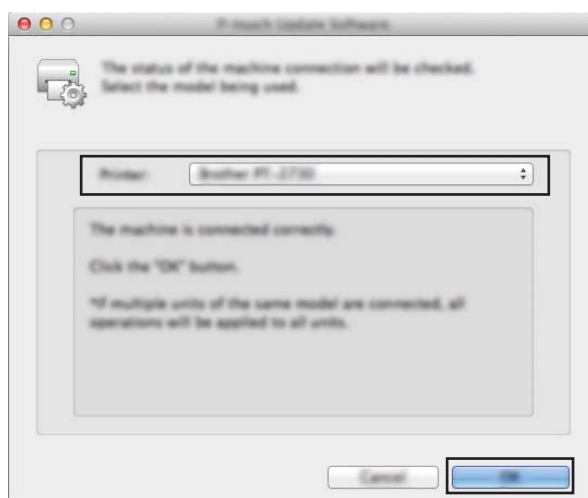 P-touch Update Software
The status of the machine connection will be checked.
Select the model being used.
Printer: Brother PT-2730
The machine is connected correctly.
Click the "OK" button.
*If multiple units of the same model are connected, all
operations will be applied to all units.
Cancel OK